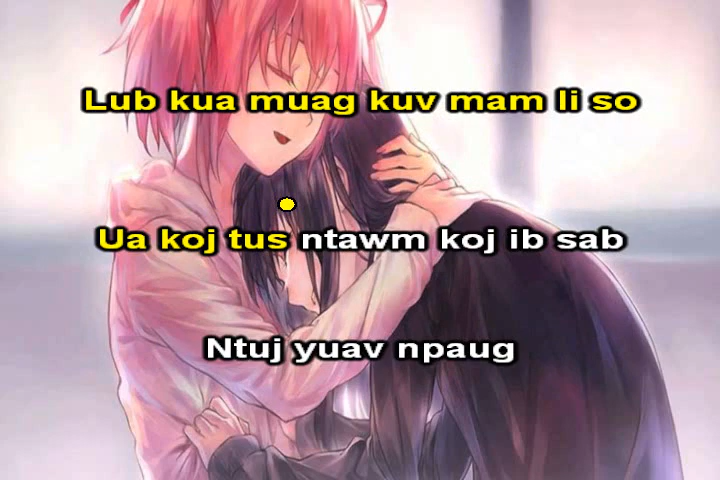 Lub kua muag kuv mam li so
Ua koj tus ntawm koj ib sab
Ntuj yuav npaug